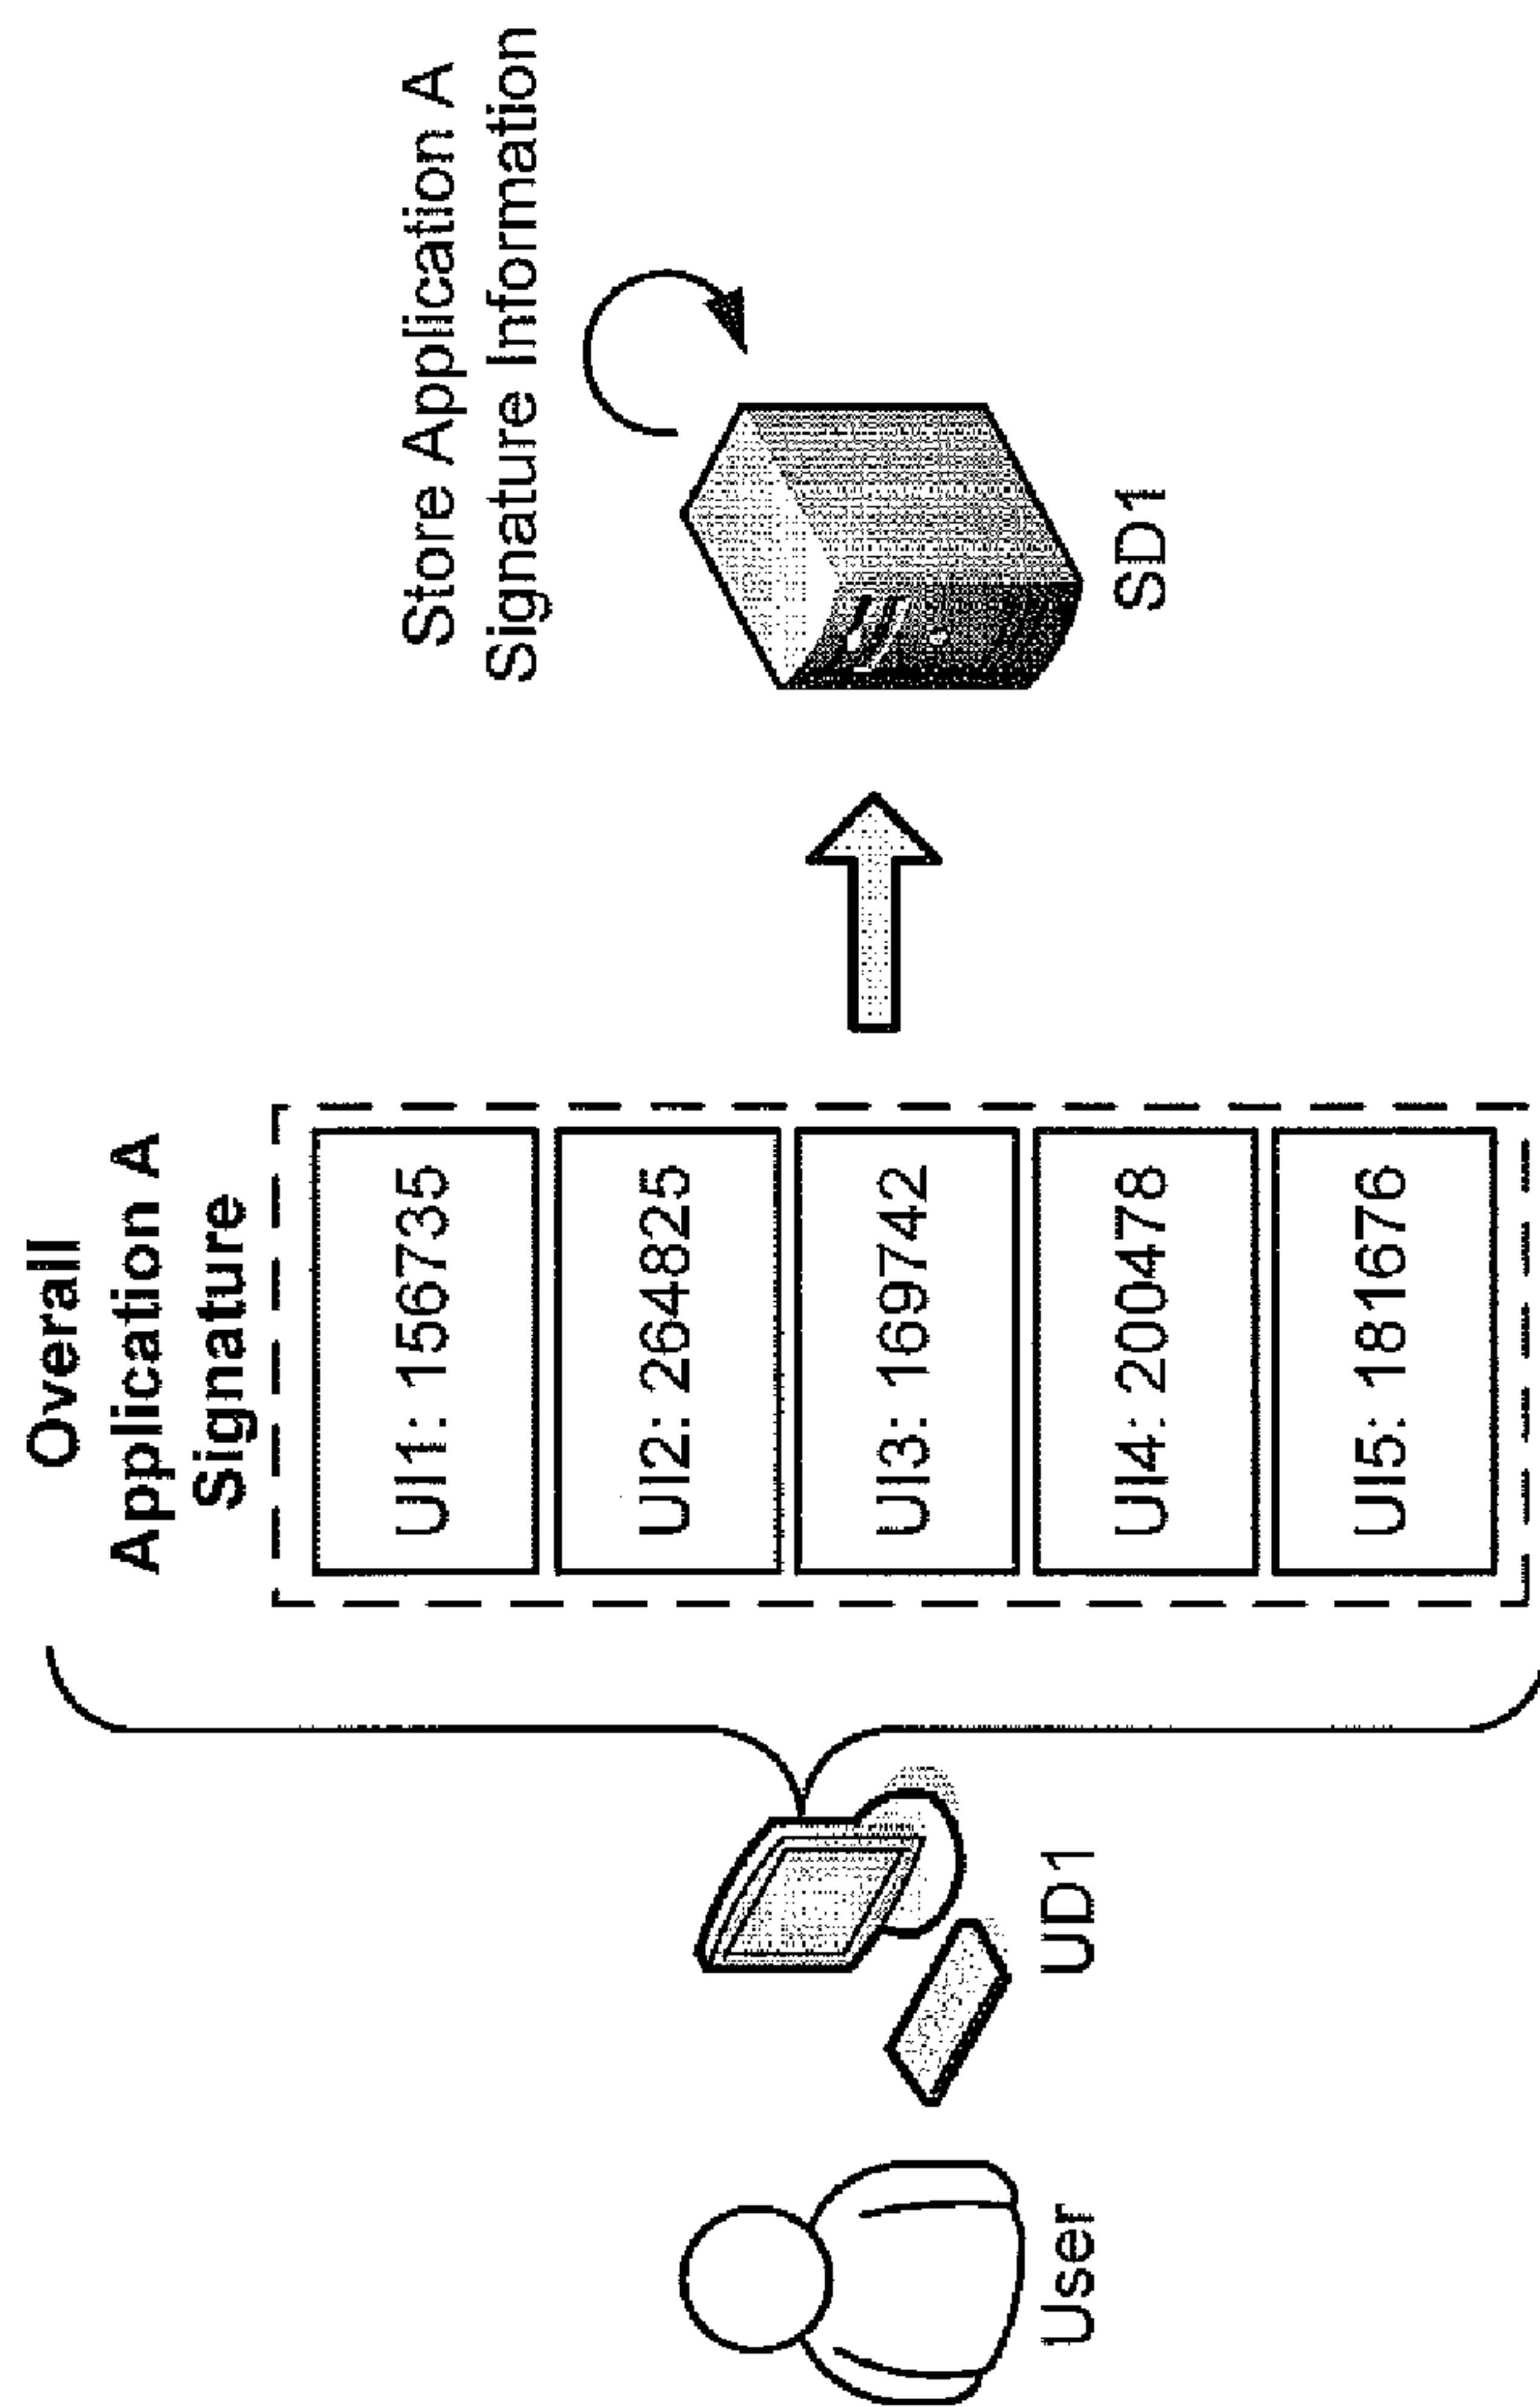 Overall
Application A
Signature
UI1: 156735
UI2: 264825
UI3: 169742
UI4: 200478
UI5: 181676
Store Application A
Signature Information
User
UD1
SD1